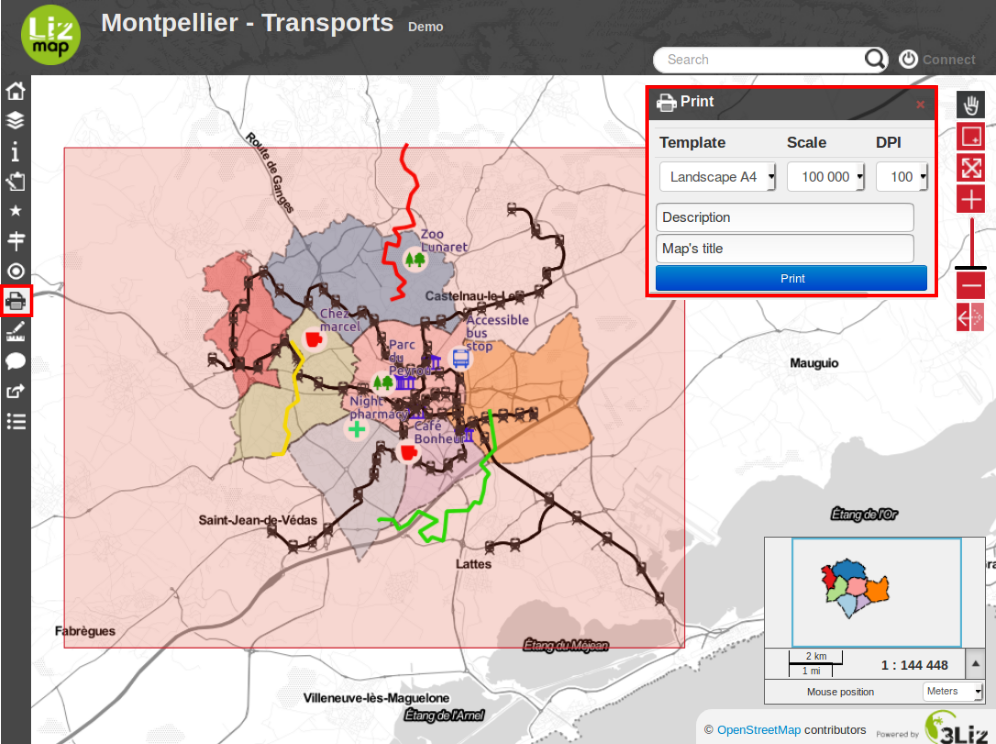 Liz
map
Montpellier - Transports Demo
Search
Connect
Print
Template Scale DPI
Landscape A4 100 000 100
Description
Map's title
Print
Route de Ganges
Zoo
Lunaret
Castelnau-le-Le
Chez
marcel
Accessible
bus
stop
Parc
du
Peyrou
Night
pharmacy
Café
Bonheur
Mauguio
Saint-Jean-de-Védas
Lattes
Étang de l'Or
Fabrègues
Étang du Méjean
Villeneuve-lès-Maguelone
Étang de l'Arnel
2 km
1 mi
1 : 144 448
Mouse position Meters
© OpenStreetMap contributors
Powered by 3Liz